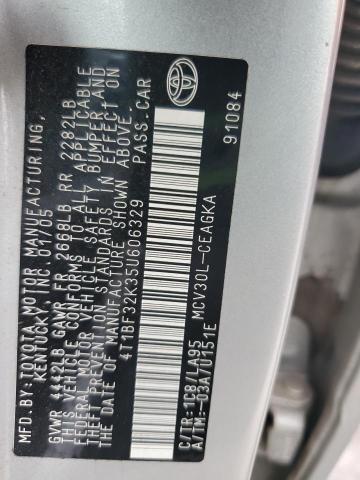 MFD. BY: TOYOTA MOTOR MANUFACTURING,
KENTUCKY, INC. 01/05
GVWR 4442LB GAWR FR 2668LB RR 2282LB
THIS VEHICLE CONFORMS TO ALL APPLICABLE
FEDERAL MOTOR VEHICLE SAFETY BUMPER AND
THEFT PREVENTION STANDARDS IN EFFECT ON
THE DATE OF MANUFACTURE SHOWN ABOVE.
4T1BF32K35U606329 PASS.CAR
C/TR:1C8/LA95 MCV30L-CEAGKA
A/TM:-03A/U151E 91084